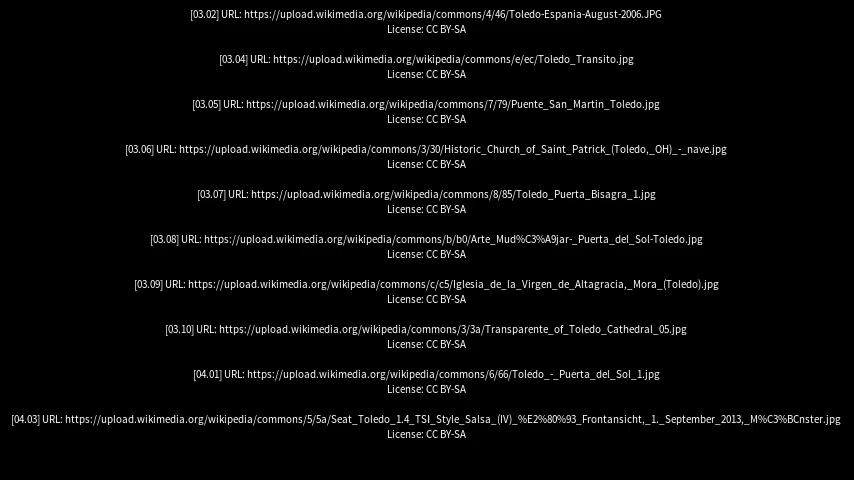 [03.02] URL: https://upload.wikimedia.org/wikipedia/commons/4/46/Toledo-Espania-August-2006.JPG
License: CC BY-SA
[03.04] URL: https://upload.wikimedia.org/wikipedia/commons/e/ec/Toledo_Transito.jpg
License: CC BY-SA
[03.05] URL: https://upload.wikimedia.org/wikipedia/commons/7/79/Puente_San_Martin_Toledo.jpg
License: CC BY-SA
[03.06] URL: https://upload.wikimedia.org/wikipedia/commons/3/30/Historic_Church_of_Saint_Patrick_(Toledo,_OH)_-_nave.jpg
License: CC BY-SA
[03.07] URL: https://upload.wikimedia.org/wikipedia/commons/8/85/Toledo_Puerta_Bisagra_1.jpg
License: CC BY-SA
[03.08] URL: https://upload.wikimedia.org/wikipedia/commons/b/b0/Arte_Mud%C3%A9jar-_Puerta_del_Sol-Toledo.jpg
License: CC BY-SA
[03.09] URL: https://upload.wikimedia.org/wikipedia/commons/c/c5/Iglesia_de_la_Virgen_de_Altagracia,_Mora_(Toledo).jpg
License: CC BY-SA
[03.10] URL: https://upload.wikimedia.org/wikipedia/commons/3/3a/Transparente_of_Toledo_Cathedral_05.jpg
License: CC BY-SA
[04.01] URL: https://upload.wikimedia.org/wikipedia/commons/6/66/Toledo_-_Puerta_del_Sol_1.jpg
License: CC BY-SA
[04.03] URL: https://upload.wikimedia.org/wikipedia/commons/5/5a/Seat_Toledo_1.4_TSI_Style_Salsa_(IV)_%E2%80%93_Frontansicht,_1._September_2013,_M%C3%BCnster.jpg
License: CC BY-SA